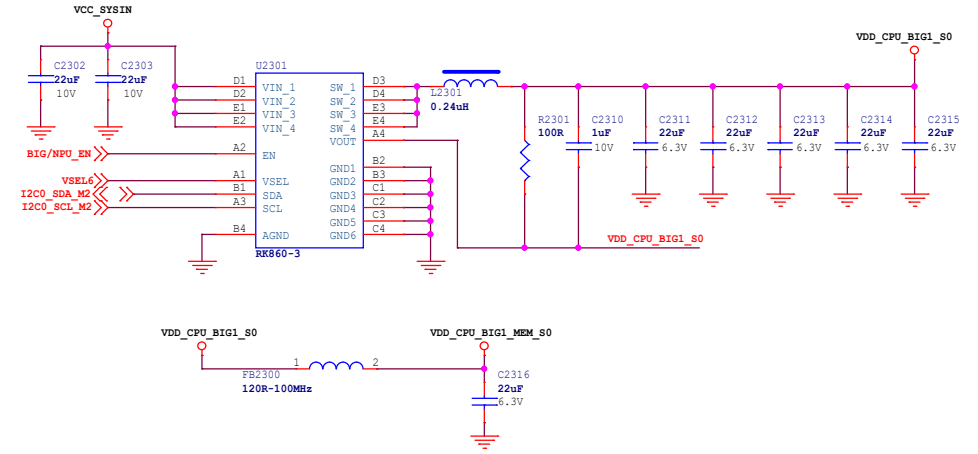 VCC_SYSIN
VDD_CPU_BIG1_S0
C2302
22uF
10V
C2303
22uF
10V
U2301
D1 VIN_1 SW_1 D3
D2 VIN_2 SW_2 D4
E1 VIN_3 SW_3 E3
E2 VIN_4 SW_4 E4
VOUT A4
L2301
0.24uH
R2301
100R
C2310
1uF
10V
C2311
22uF
6.3V
C2312
22uF
6.3V
C2313
22uF
6.3V
C2314
22uF
6.3V
C2315
22uF
6.3V
BIG/NPU_EN A2 EN
GND1 B2
VSEL6 A1 VSEL GND2 B3
I2C0_SDA_M2 B1 SDA GND3 C1
I2C0_SCL_M2 A3 SCL GND4 C2
GND5 C3
B4 AGND GND6 C4
RK860-3
VDD_CPU_BIG1_S0
VDD_CPU_BIG1_S0
VDD_CPU_BIG1_MEM_S0
1 2
FB2300
120R-100MHz
C2316
22uF
6.3V